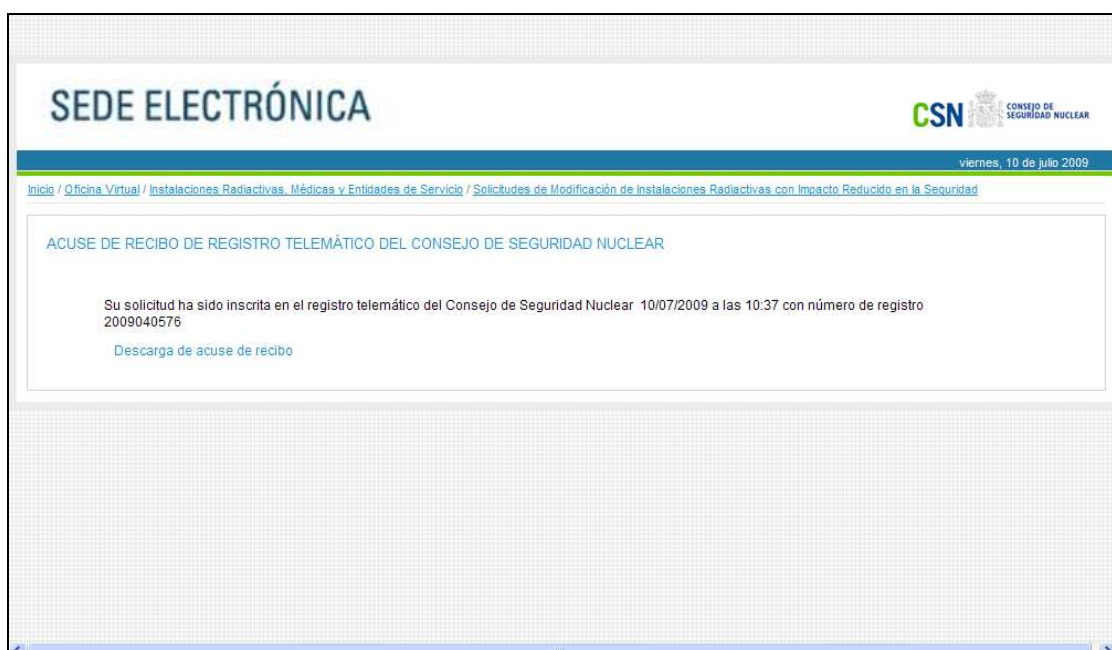 SEDE ELECTRÓNICA
CSN
CONSEJO DE
SEGURIDAD NUCLEAR
viernes, 10 de julio 2009
Inicio / Oficina Virtual / Instalaciones Radiactivas, Médicas y Entidades de Servicio / Solicitudes de Modificación de Instalaciones Radiactivas con Impacto Reducido en la Seguridad
ACUSE DE RECIBO DE REGISTRO TELEMÁTICO DEL CONSEJO DE SEGURIDAD NUCLEAR
Su solicitud ha sido inscrita en el registro telemático del Consejo de Seguridad Nuclear 10/07/2009 a las 10:37 con número de registro
2009040576
Descarga de acuse de recibo